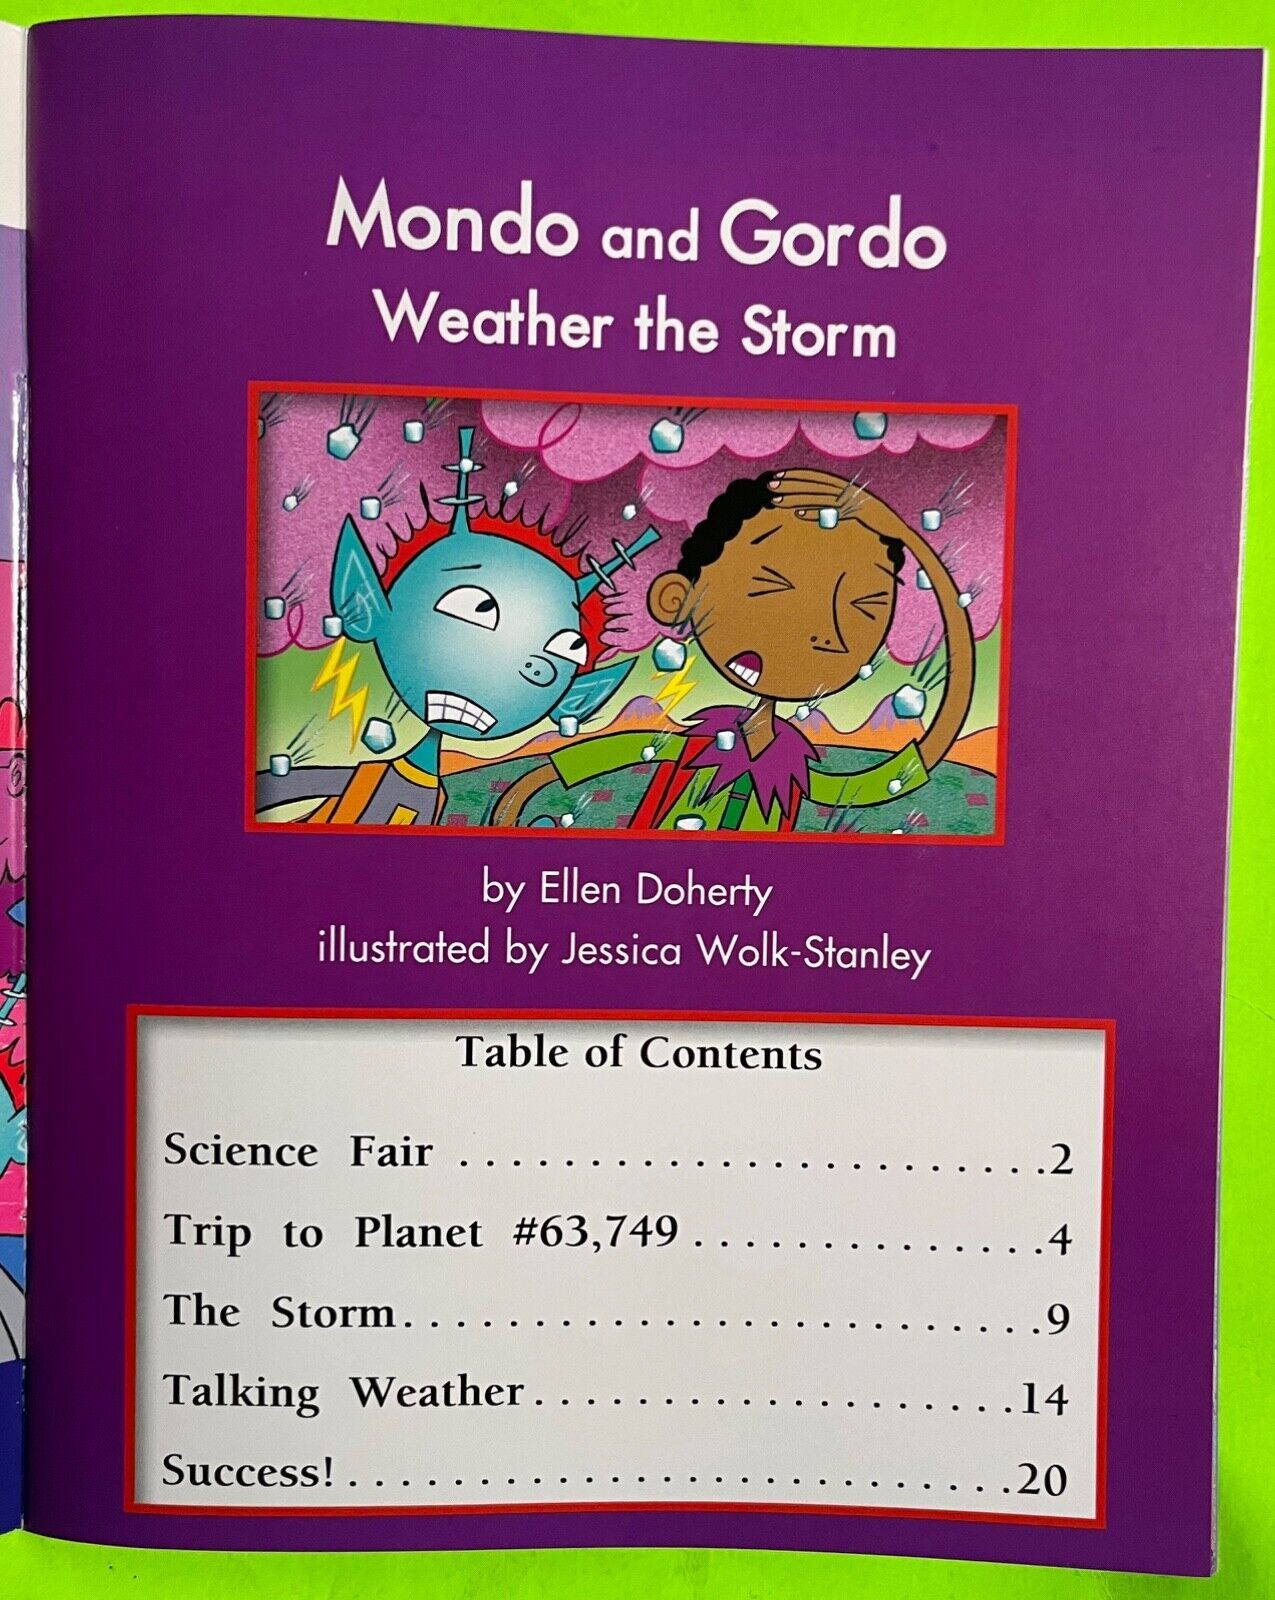 Mondo and Gordo
Weather the Storm
by Ellen Doherty
illustrated by Jessica Wolk-Stanley
Table of Contents
Science Fair ........................2
Trip to Planet #63,749..............4
The Storm.........................9
Talking Weather...................14
Success!..........................20